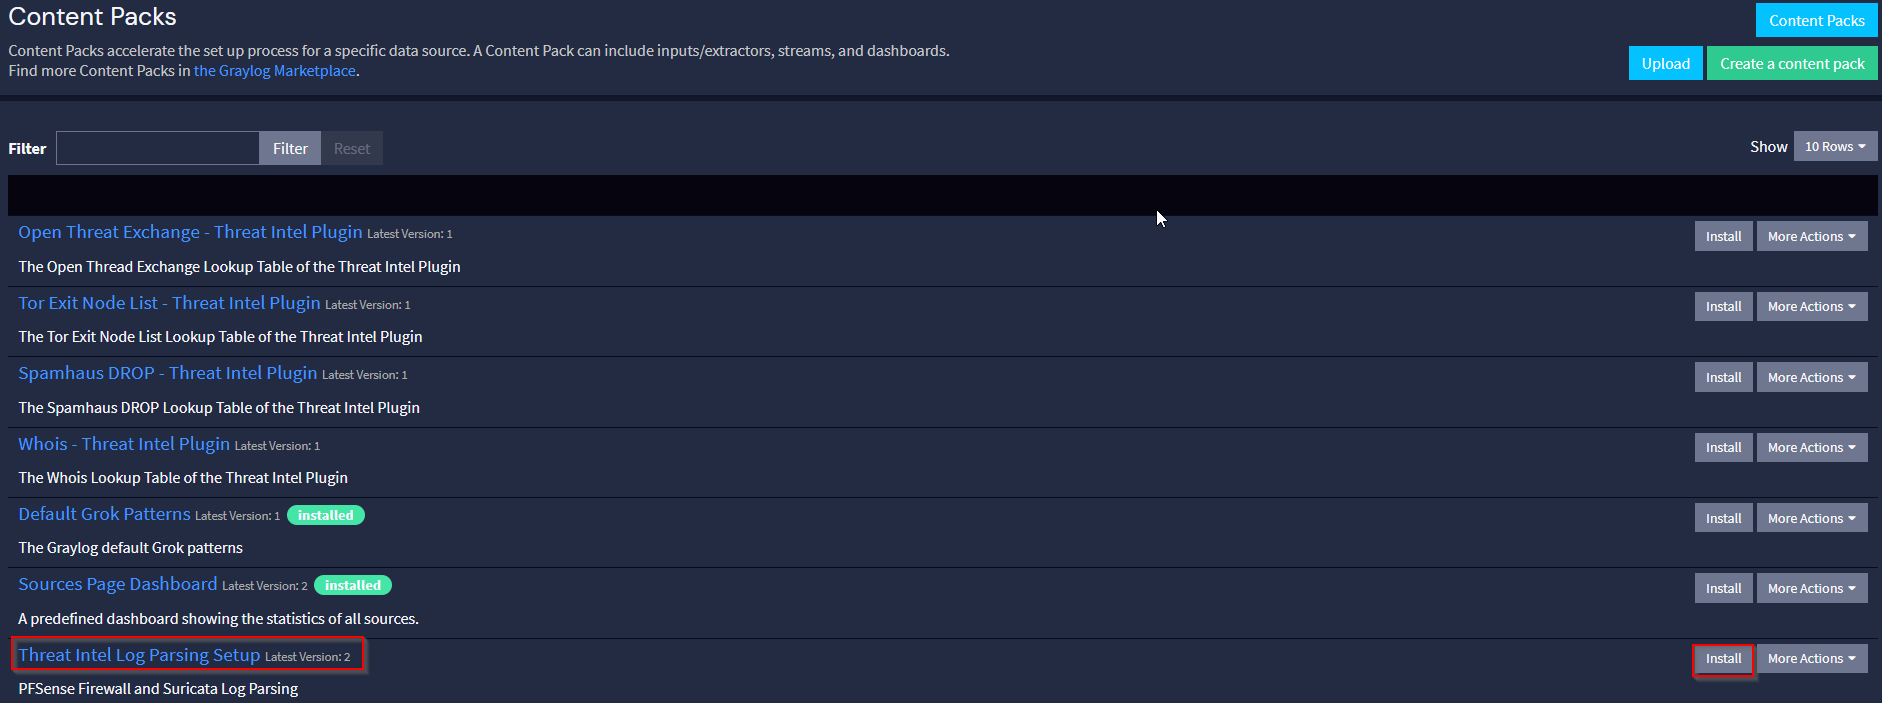 Content Packs
Content Packs
Content Packs accelerate the set up process for a specific data source. A Content Pack can include inputs/extractors, streams, and dashboards.
Find more Content Packs in the Graylog Marketplace.
Upload
Create a content pack
Filter
Filter
Reset
Show
10 Rows
Open Threat Exchange - Threat Intel Plugin Latest Version: 1
Install
More Actions
The Open Thread Exchange Lookup Table of the Threat Intel Plugin
Tor Exit Node List - Threat Intel Plugin Latest Version: 1
Install
More Actions
The Tor Exit Node List Lookup Table of the Threat Intel Plugin
Spamhaus DROP - Threat Intel Plugin Latest Version: 1
Install
More Actions
The Spamhaus DROP Lookup Table of the Threat Intel Plugin
Whois - Threat Intel Plugin Latest Version: 1
Install
More Actions
The Whois Lookup Table of the Threat Intel Plugin
Default Grok Patterns Latest Version: 1 installed
Install
More Actions
The Graylog default Grok patterns
Sources Page Dashboard Latest Version: 2 installed
Install
More Actions
A predefined dashboard showing the statistics of all sources.
Threat Intel Log Parsing Setup Latest Version: 2
Install
More Actions
PFSense Firewall and Suricata Log Parsing